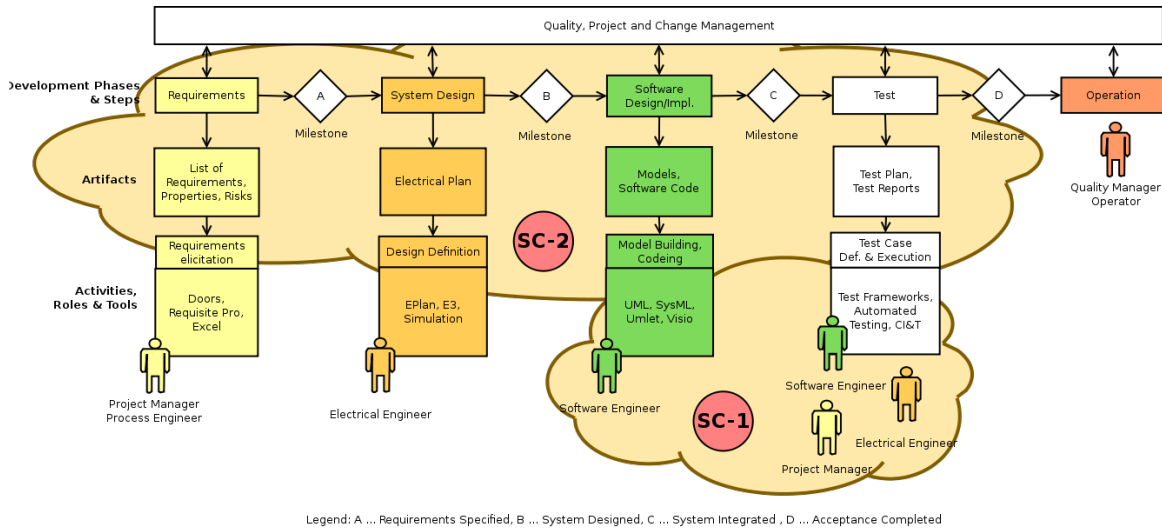 Quality, Project and Change Management
Development Phases
& Steps
Requirements
A
Milestone
System Design
B
Milestone
Software
Design/Impl.
C
Milestone
Test
D
Milestone
Operation
Quality Manager
Operator
Artifacts
List of
Requirements,
Properties, Risks
Electrical Plan
Models,
Software Code
Test Plan,
Test Reports
SC-2
Activities,
Roles & Tools
Requirements
elicitation
Doors,
Requisite Pro,
Excel
Project Manager
Process Engineer
Design Definition
EPlan, E3,
Simulation
Electrical Engineer
Model Building,
Codeing
UML, SysML,
Umlet, Visio
Software Engineer
Test Case
Def. & Execution
Test Frameworks,
Automated
Testing, CI&T
Software Engineer
SC-1
Electrical Engineer
Project Manager
Legend: A ... Requirements Specified, B ... System Designed, C ... System Integrated , D ... Acceptance Completed